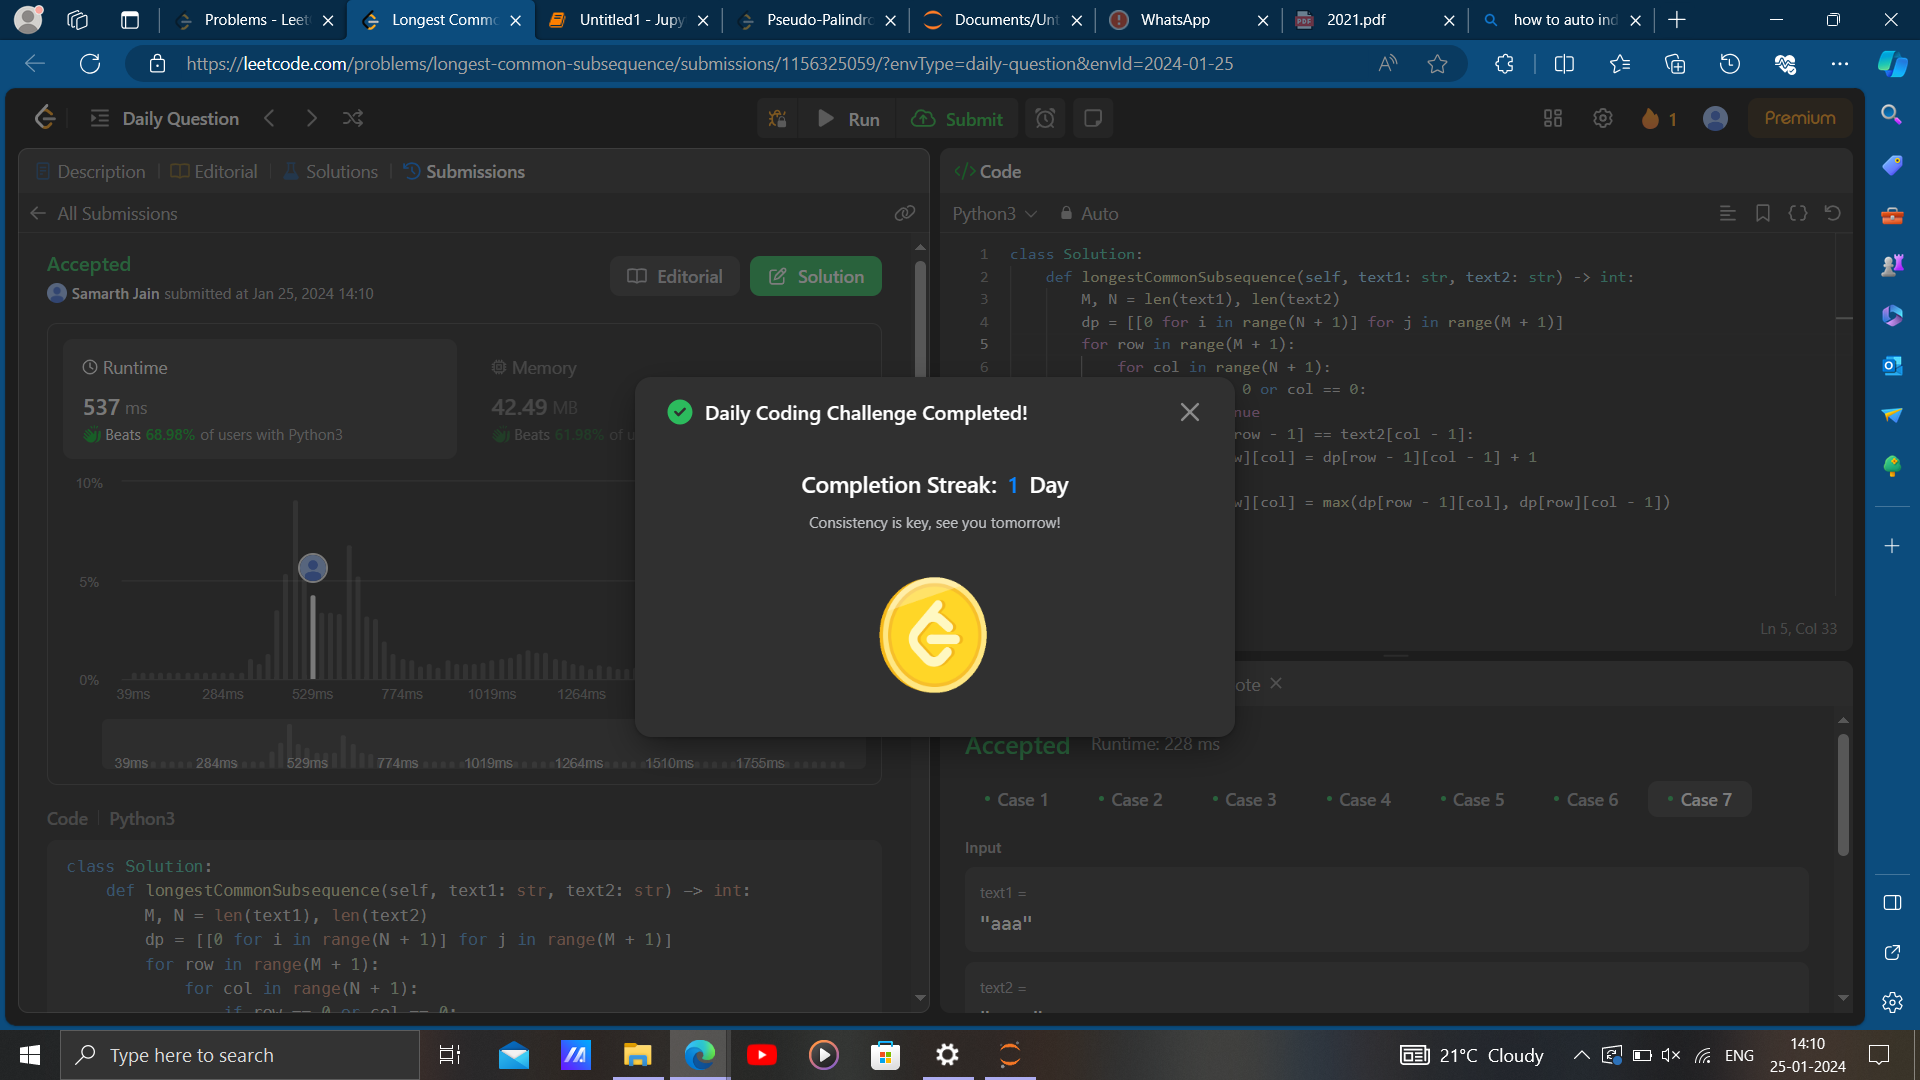 Problems - Leet
Longest Commo
Untitled1 - Jupy
Pseudo-Palindro
Documents/Unt
WhatsApp
2021.pdf
how to auto ind
https://leetcode.com/problems/longest-common-subsequence/submissions/1156325059/?envType=daily-question&envId=2024-01-25
Daily Question
Run
Submit
1
Premium
Description
Editorial
Solutions
Submissions
All Submissions
Accepted
Samarth Jain submitted at Jan 25, 2024 14:10
Editorial
Solution
Runtime
537 ms
Beats 68.98% of users with Python3
Memory
42.49 MB
Beats 61.98% of u
10%
5%
0%
39ms 284ms 529ms 774ms 1019ms 1264ms
39ms 284ms 529ms 774ms 1019ms 1264ms 1510ms 1755ms
Code Python3
class Solution:
def longestCommonSubsequence(self, text1: str, text2: str) -> int:
M, N = len(text1), len(text2)
dp = [[0 for i in range(N + 1)] for j in range(M + 1)]
for row in range(M + 1):
for col in range(N + 1):
if row == 0 or col == 0:
Code
Python3 Auto
1 class Solution:
2 def longestCommonSubsequence(self, text1: str, text2: str) -> int:
3 M, N = len(text1), len(text2)
4 dp = [[0 for i in range(N + 1)] for j in range(M + 1)]
5 for row in range(M + 1):
6 for col in range(N + 1):
0 or col == 0:
nue
row - 1] == text2[col - 1]:
w][col] = dp[row - 1][col - 1] + 1
w][col] = max(dp[row - 1][col], dp[row][col - 1])
Ln 5, Col 33
Daily Coding Challenge Completed!
Completion Streak: 1 Day
Consistency is key, see you tomorrow!
ote
Accepted Runtime: 228 ms
Case 1 Case 2 Case 3 Case 4 Case 5 Case 6 Case 7
Input
text1 =
"aaa"
text2 =
Type here to search
21°C Cloudy
ENG
14:10
25-01-2024